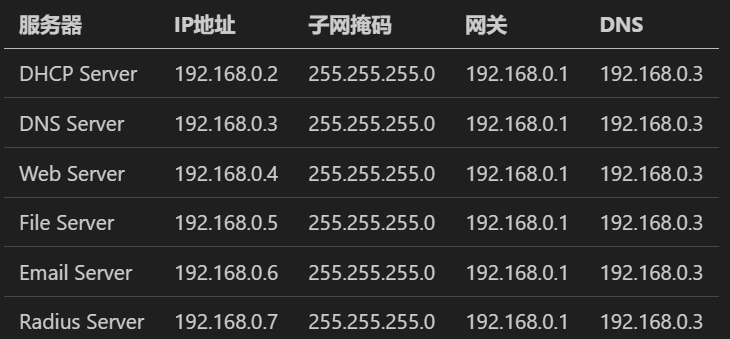 服务器 IP地址 子网掩码 网关 DNS
DHCP Server 192.168.0.2 255.255.255.0 192.168.0.1 192.168.0.3
DNS Server 192.168.0.3 255.255.255.0 192.168.0.1 192.168.0.3
Web Server 192.168.0.4 255.255.255.0 192.168.0.1 192.168.0.3
File Server 192.168.0.5 255.255.255.0 192.168.0.1 192.168.0.3
Email Server 192.168.0.6 255.255.255.0 192.168.0.1 192.168.0.3
Radius Server 192.168.0.7 255.255.255.0 192.168.0.1 192.168.0.3